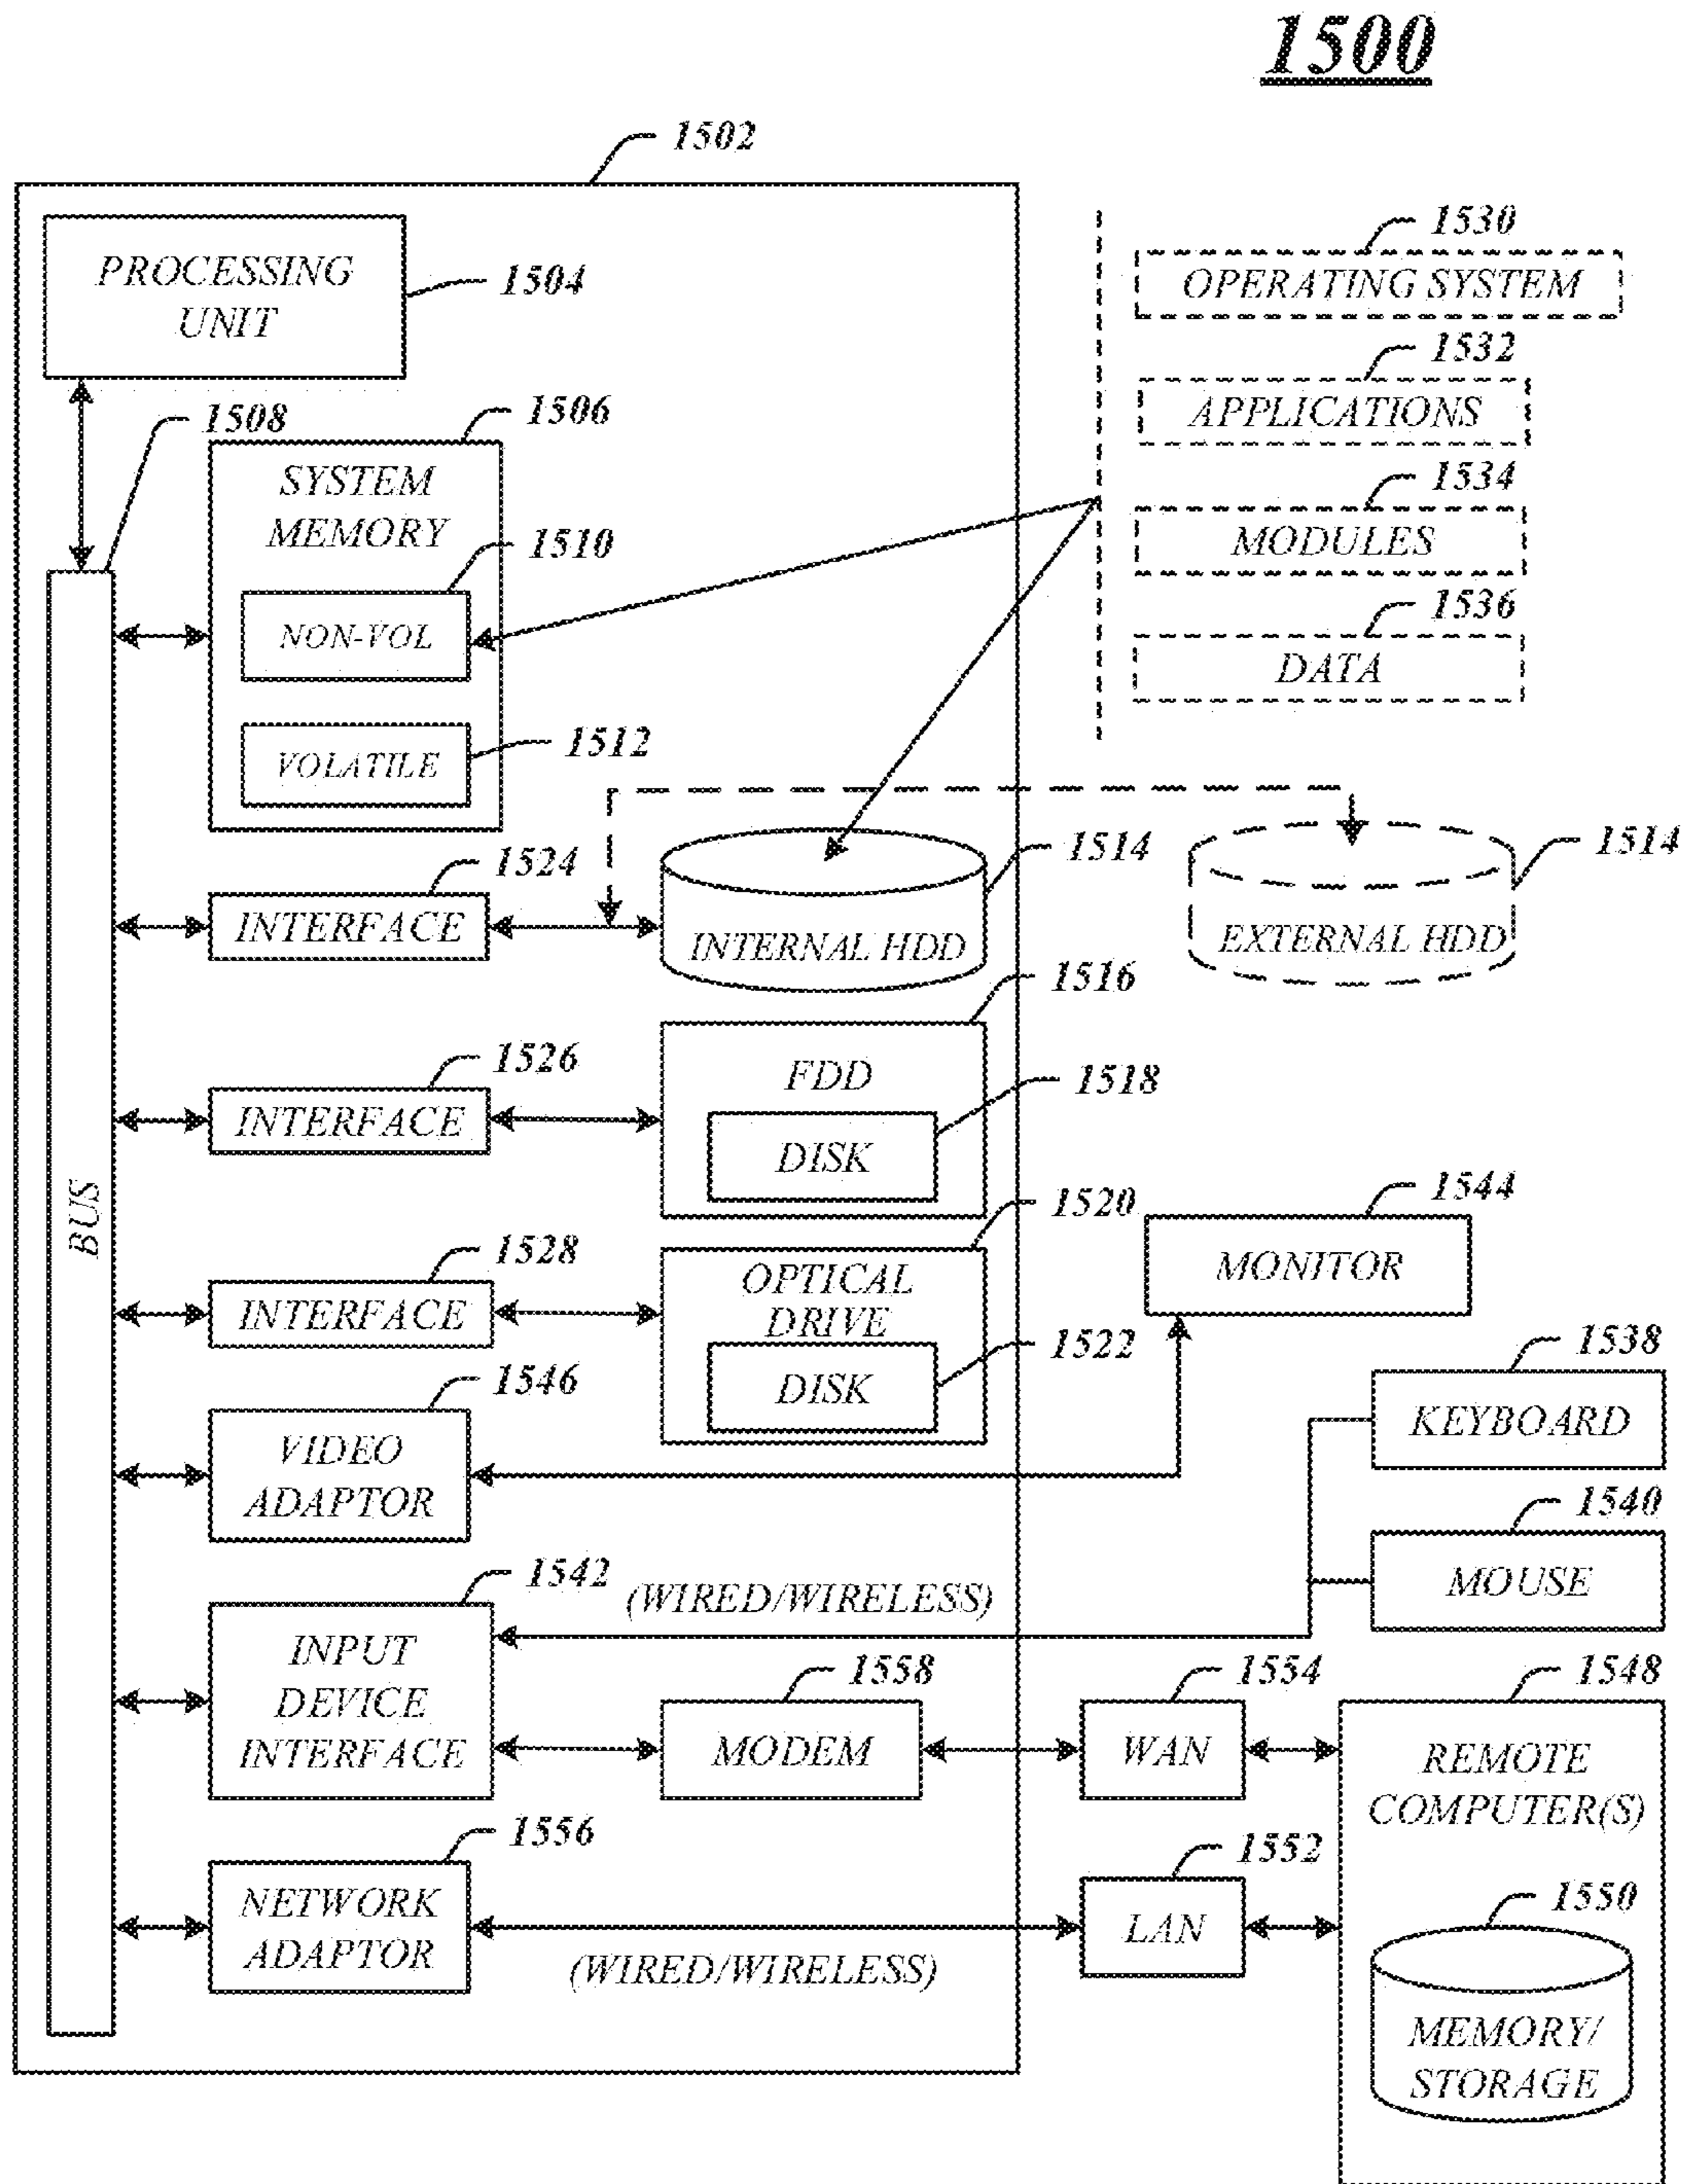 1500
1502
PROCESSING
UNIT
1504
1508
1506
SYSTEM
MEMORY
1510
NON-VOL
1512
VOLATILE
1530
OPERATING SYSTEM
1532
APPLICATIONS
1534
MODULES
1536
DATA
BUS
1524
INTERFACE
1514
INTERNAL HDD
1514
EXTERNAL HDD
1526
INTERFACE
1516
FDD
1518
DISK
1528
INTERFACE
1520
OPTICAL
DRIVE
1522
DISK
1544
MONITOR
1546
VIDEO
ADAPTOR
1538
KEYBOARD
1540
MOUSE
1542
INPUT
DEVICE
INTERFACE
(WIRED/WIRELESS)
1558
MODEM
1554
WAN
1548
REMOTE
COMPUTER(S)
1556
NETWORK
ADAPTOR
(WIRED/WIRELESS)
1552
LAN
1550
MEMORY/
STORAGE